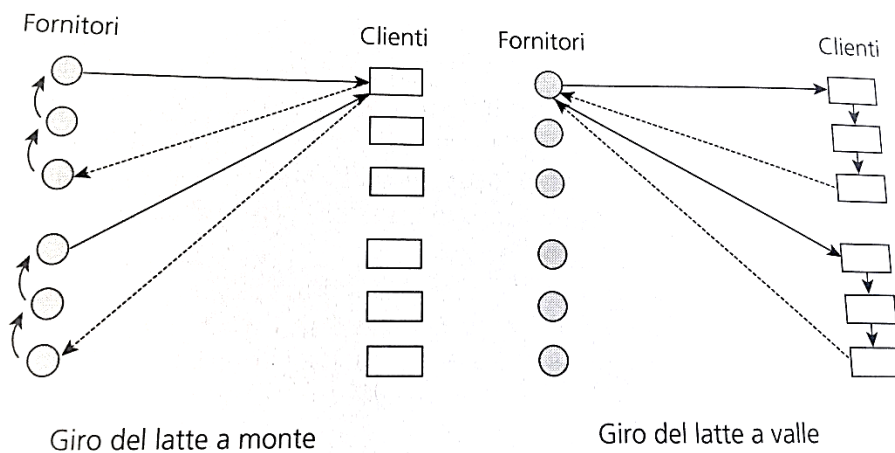 Fornitori
Clienti
Giro del latte a monte
Fornitori
Clienti
Giro del latte a valle